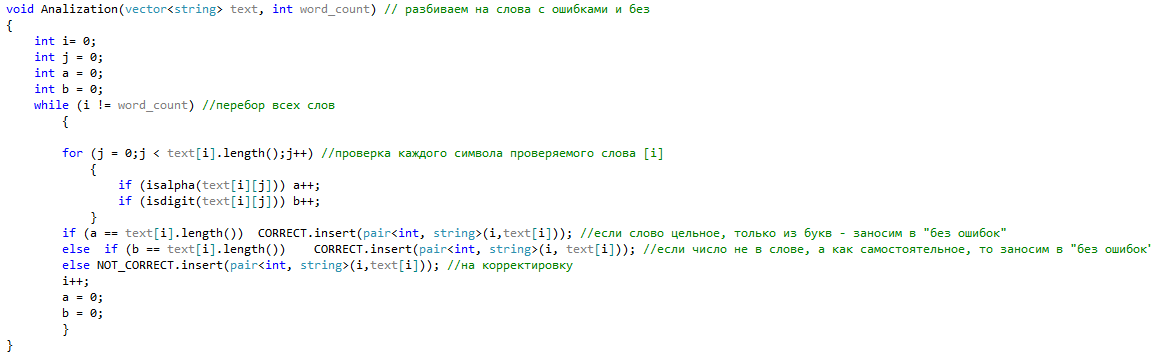 void Analization(vector<string> text, int word_count) // разбиваем на слова с ошибками и без
{
int i= 0;
int j = 0;
int a = 0;
int b = 0;
while (i != word_count) //перебор всех слов
{
for (j = 0;j < text[i].length();j++) //проверка каждого символа проверяемого слова [i]
{
if (isalpha(text[i][j])) a++;
if (isdigit(text[i][j])) b++;
}
if (a == text[i].length()) CORRECT.insert(pair<int, string>(i,text[i])); //если слово цельное, только из букв - заносим в "без ошибок"
else if (b == text[i].length()) CORRECT.insert(pair<int, string>(i, text[i])); //если число не в слове, а как самостоятельное, то заносим в "без ошибок"
else NOT_CORRECT.insert(pair<int, string>(i,text[i])); //на корректировку
i++;
a = 0;
b = 0;
}
}